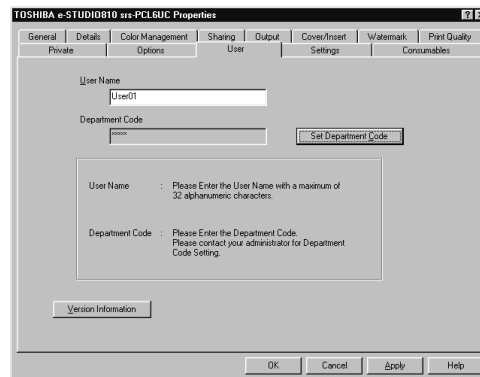 TOSHIBA e-STUDIO810 srs-PCL6UC Properties
General Details Color Management Sharing Output Cover/Insert Watermark Print Quality
Private Options User Settings Consumables
User Name
User01
Department Code
*****
Set Department Code
User Name : Please Enter the User Name with a maximum of
32 alphanumeric characters.
Department Code : Please Enter the Department Code.
Please contact your administrator for Department
Code Setting.
Version Information
OK Cancel Apply Help